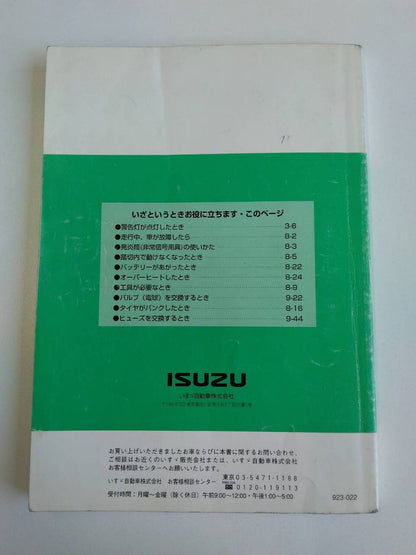 いざというときお役に立ちます・このページ
●警告灯が点灯したとき 3-6
●走行中、車が故障したら 8-2
●発炎筒(非常信号用具)の使いかた 8-3
●踏切内で動けなくなったとき 8-5
●バッテリーがあがったとき 8-22
●オーバーヒートしたとき 8-24
●工具が必要なとき 8-9
●バルブ(電球)を交換するとき 9-22
●タイヤがパンクしたとき 8-16
●ヒューズを交換するとき 9-44
ISUZU
いすゞ自動車株式会社
お買い上げいただきましたお車ならびに本書に関するお問い合わせ、
ご相談はお近くのいすゞ販売会社または、いすゞ自動車株式会社
お客様相談センターへお願いいたします。
いすゞ自動車株式会社 お客様相談センター 東京03-5471-1188
0120-119113
受付時間：月曜～金曜（除く休日）午前9:00～12:00・午後1:00～5:00
923-022